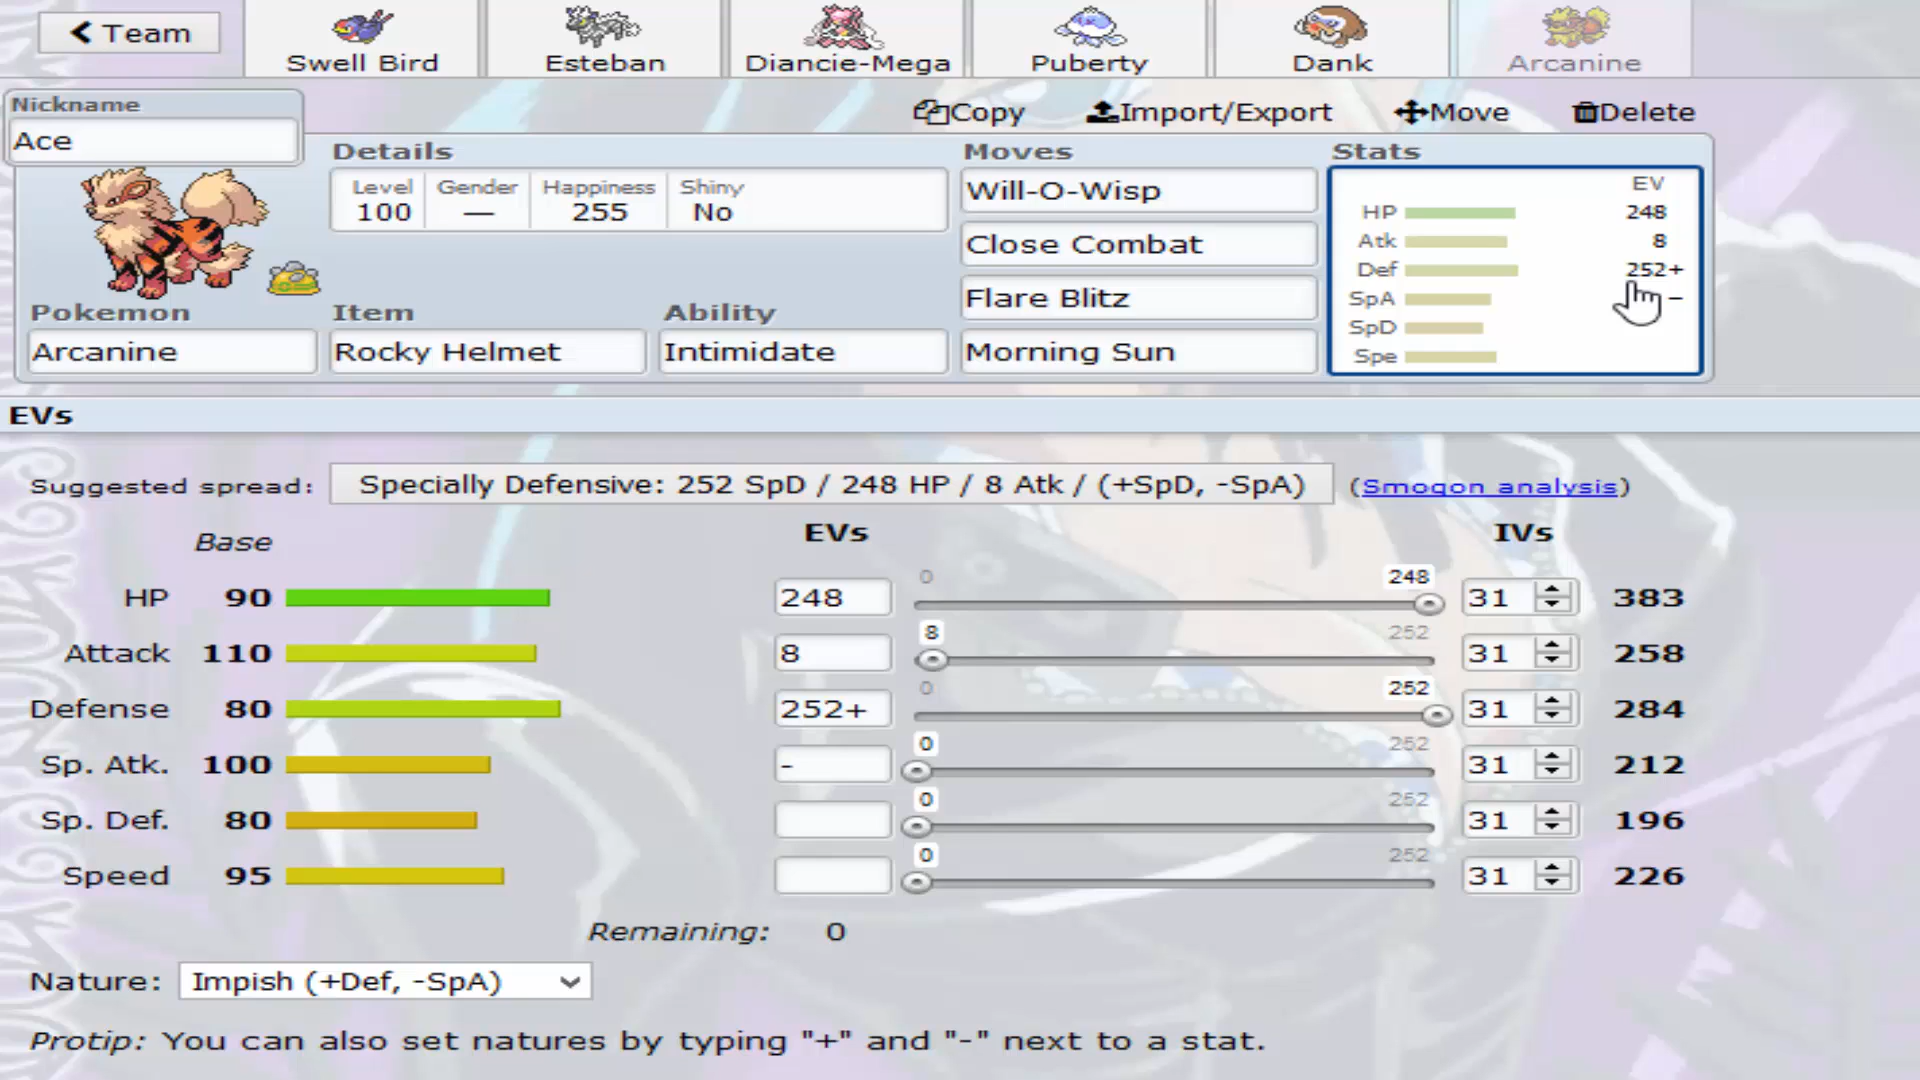 Team
Swell Bird
Esteban
Diancie-Mega
Puberty
Dank
Arcanine
Nickname
Ace
Copy
Import/Export
Move
Delete
Details
Moves
Stats
Level
Gender
Happiness
Shiny
100
—
255
No
Will-O-Wisp
Close Combat
Flare Blitz
Morning Sun
EV
HP 248
Atk 8
Def 252+
SpA -
SpD
Spe
Pokemon
Item
Ability
Arcanine
Rocky Helmet
Intimidate
EVs
Suggested spread: Specially Defensive: 252 SpD / 248 HP / 8 Atk / (+SpD, -SpA) (Smogon analysis)
Base EVs IVs
0 248
HP 90 248 31 383
8 252
Attack 110 8 31 258
0 252
Defense 80 252+ 31 284
0 252
Sp. Atk. 100 - 31 212
0 252
Sp. Def. 80 31 196
0 252
Speed 95 31 226
Remaining: 0
Nature: Impish (+Def, -SpA)
Protip: You can also set natures by typing "+" and "-" next to a stat.